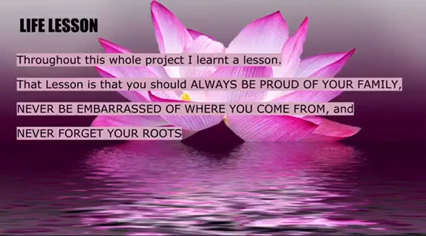 LIFE LESSON
Throughout this whole project I learnt a lesson.
That Lesson is that you should ALWAYS BE PROUD OF YOUR FAMILY,
NEVER BE EMBARRASSED OF WHERE YOU COME FROM, and
NEVER FORGET YOUR ROOTS